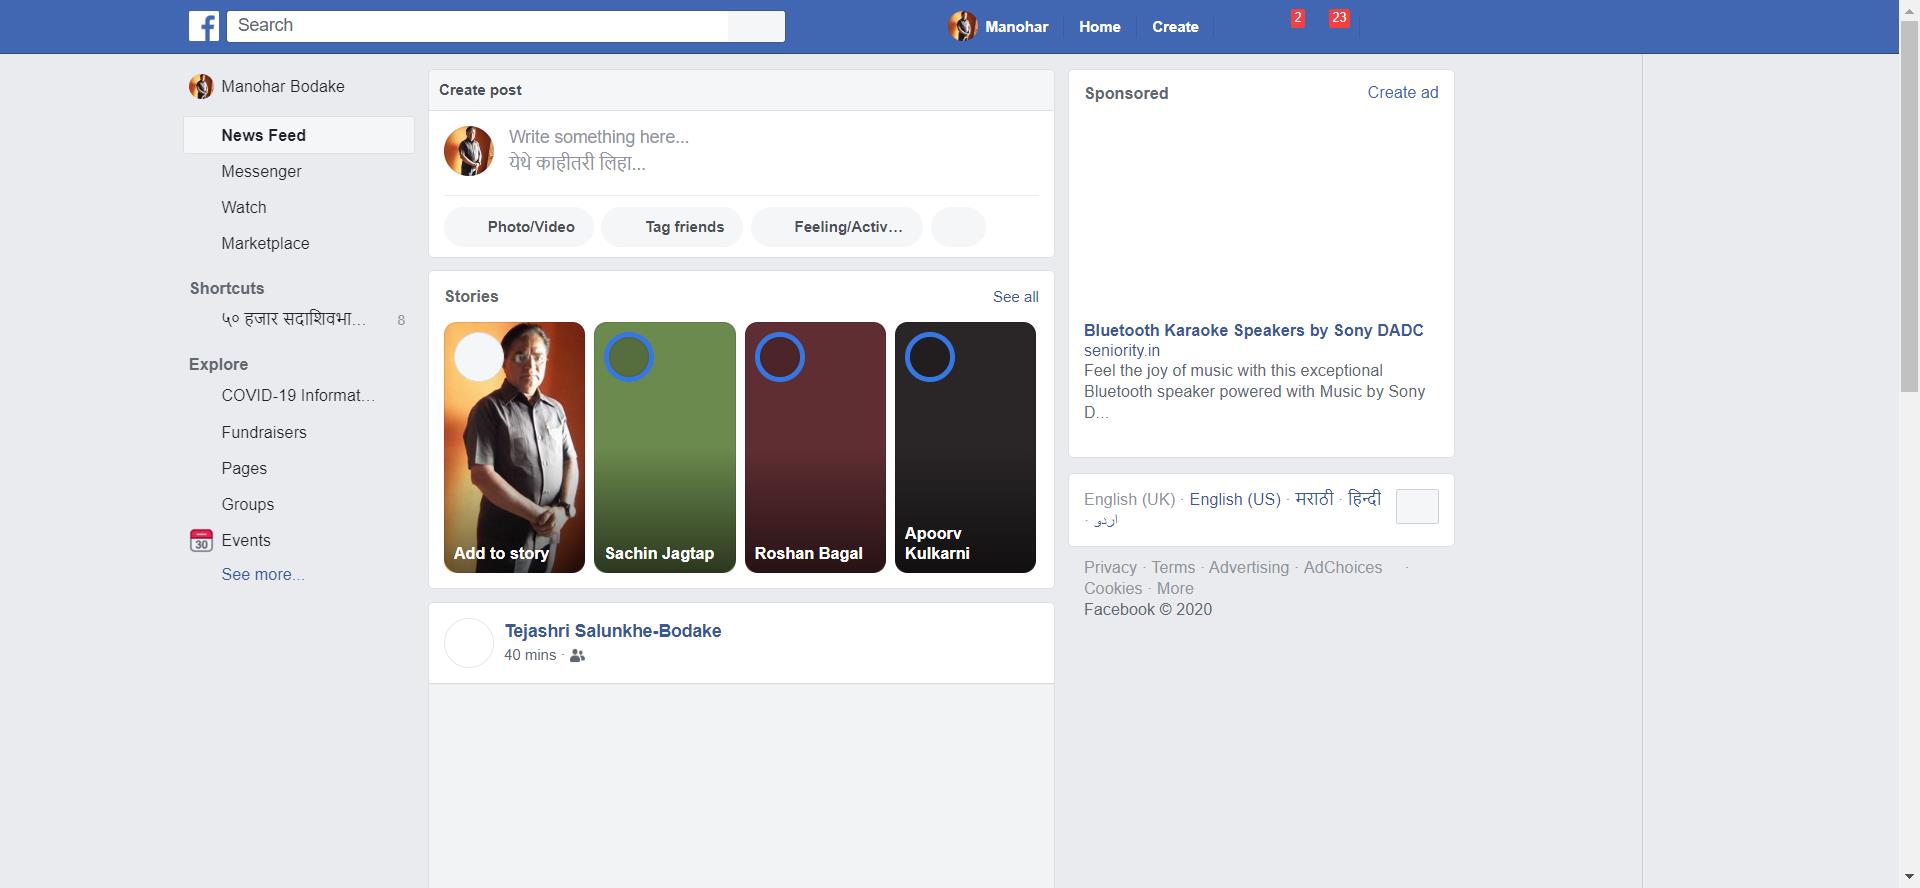 Search
Manohar
Home
Create
2
23
Manohar Bodake
News Feed
Messenger
Watch
Marketplace
Shortcuts
५० हजार सदाशिवभा...
8
Explore
COVID-19 Informat...
Fundraisers
Pages
Groups
30
Events
See more...
Create post
Write something here...
येथे काहीतरी लिहा...
Photo/Video
Tag friends
Feeling/Activ...
Stories
See all
Add to story
Sachin Jagtap
Roshan Bagal
Apoorv
Kulkarni
Tejashri Salunkhe-Bodake
40 mins ·
Sponsored
Create ad
Bluetooth Karaoke Speakers by Sony DADC
seniority.in
Feel the joy of music with this exceptional
Bluetooth speaker powered with Music by Sony
D...
English (UK) · English (US) · मराठी · हिन्दी
· اردو
Privacy · Terms · Advertising · AdChoices ·
Cookies · More
Facebook © 2020